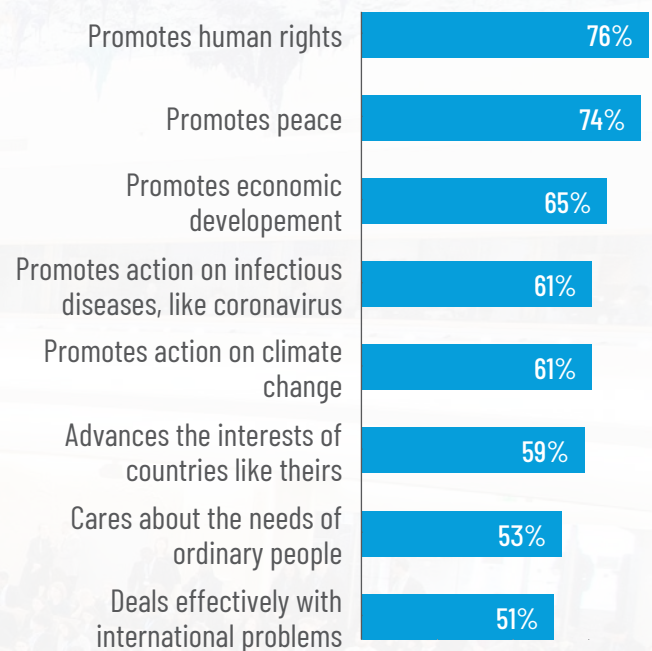 Promotes human rights
76%
Promotes peace
74%
Promotes economic
developement
65%
Promotes action on infectious
diseases, like coronavirus
61%
Promotes action on climate
change
61%
Advances the interests of
countries like theirs
59%
Cares about the needs of
ordinary people
53%
Deals effectively with
international problems
51%